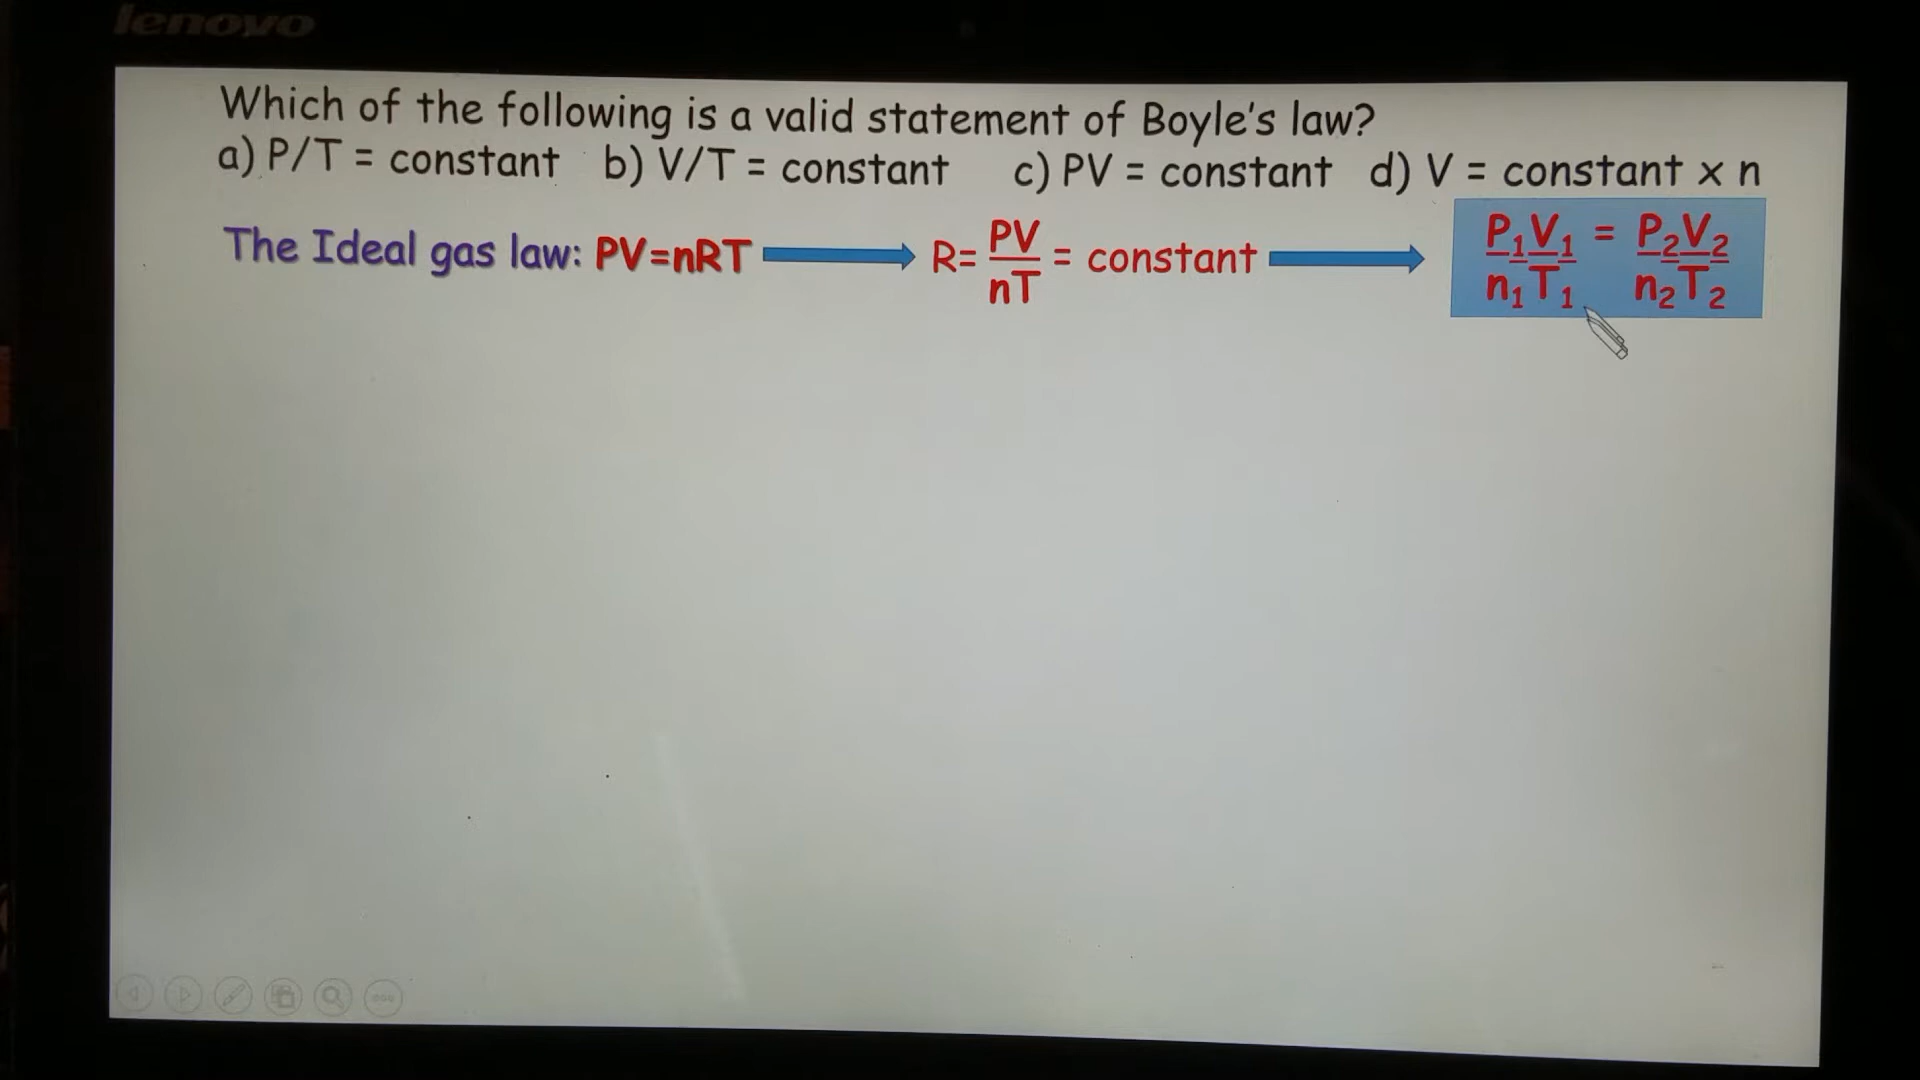 lenovo
Which of the following is a valid statement of Boyle's law?
a) P/T = constant b) V/T = constant c) PV = constant d) V = constant x n
The Ideal gas law: PV=nRT R= PV/nT = constant P₁V₁/n₁T₁ = P₂V₂/n₂T₂